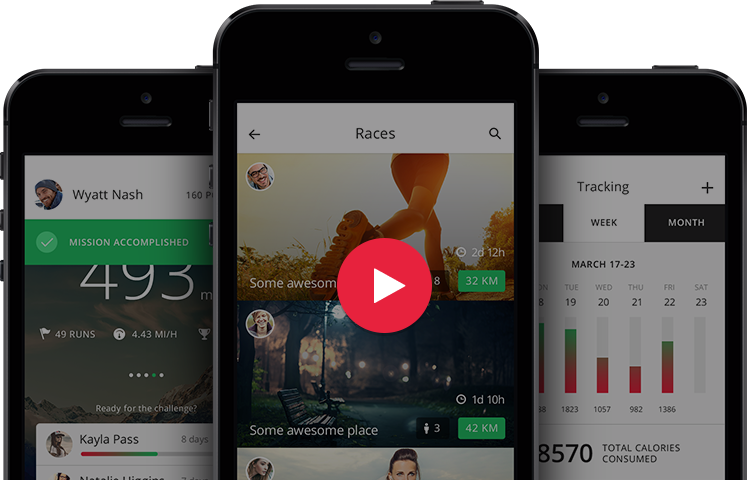 Wyatt Nash
160
MISSION ACCOMPLISHED
493
49 RUNS
4.43 MI/H
Ready for the challenge?
Kayla Pass
8 days
Natalie Higgins
Races
2d 12h
Some awesome
8
32 KM
1d 10h
Some awesome place
3
42 KM
Tracking
WEEK
MONTH
MARCH 17-23
TUE WED THU FRI SAT
19 20 21 22 23
1823 1057 982 1386
8570
TOTAL CALORIES
CONSUMED